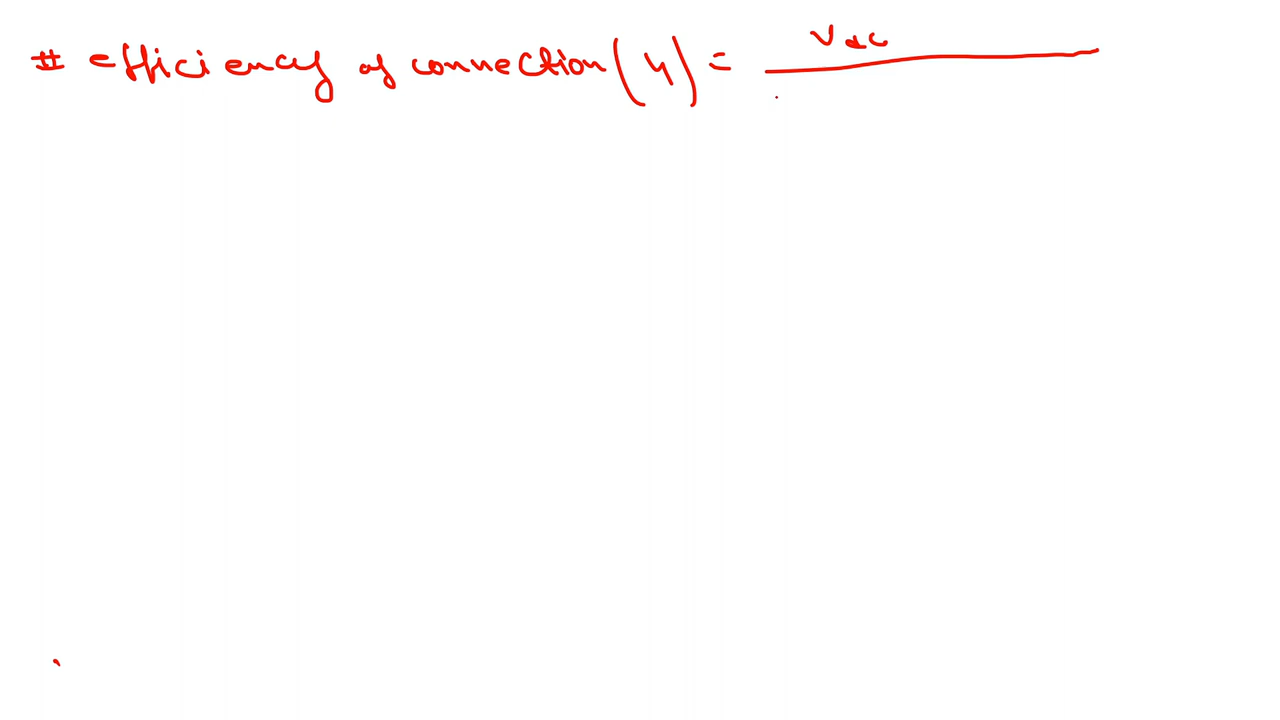 # efficiency of connection (η) = Vdc